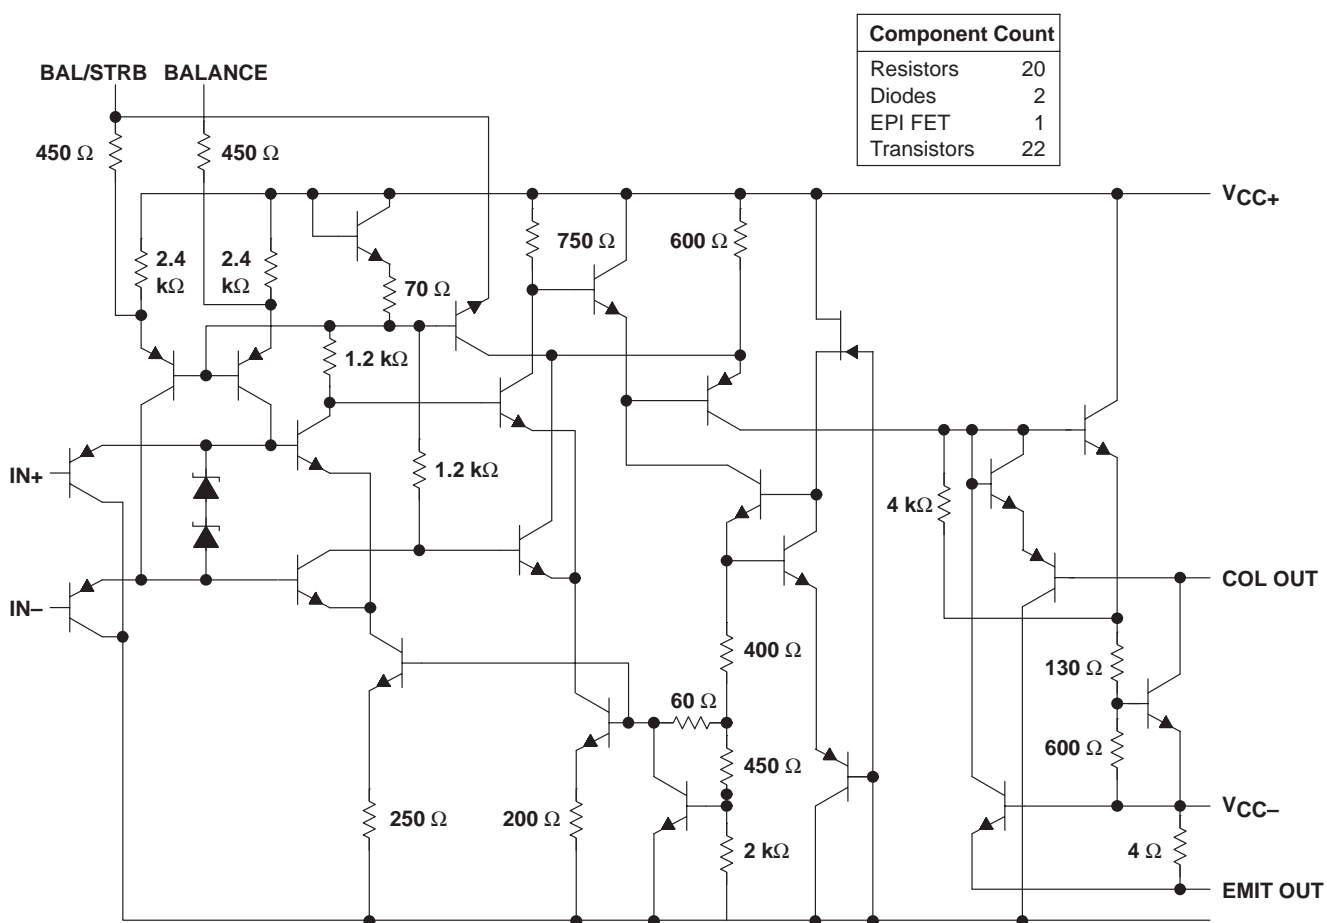 Component Count
Resistors 20
Diodes 2
EPI FET 1
Transistors 22
BAL/STRB BALANCE
450 Ω 450 Ω
VCC+
2.4 kΩ
2.4 kΩ
70 Ω
750 Ω
600 Ω
1.2 kΩ
IN+
1.2 kΩ
4 kΩ
COL OUT
IN–
400 Ω
130 Ω
60 Ω
600 Ω
450 Ω
VCC–
250 Ω
200 Ω
2 kΩ
4 Ω
EMIT OUT